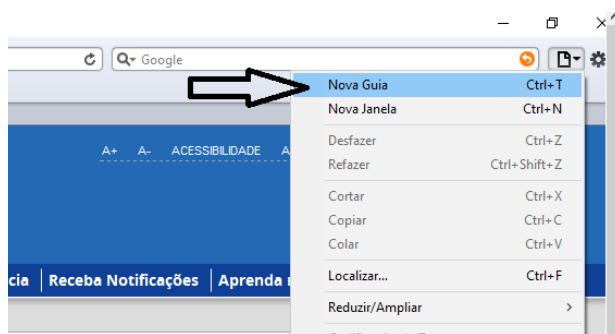 Google
Nova Guia Ctrl+T
Nova Janela Ctrl+N
Desfazer Ctrl+Z
Refazer Ctrl+Shift+Z
Cortar Ctrl+X
Copiar Ctrl+C
Colar Ctrl+V
Localizar... Ctrl+F
Reduzir/Ampliar
A+ A- ACESSIBILIDADE A
cia Receba Notificações Aprenda